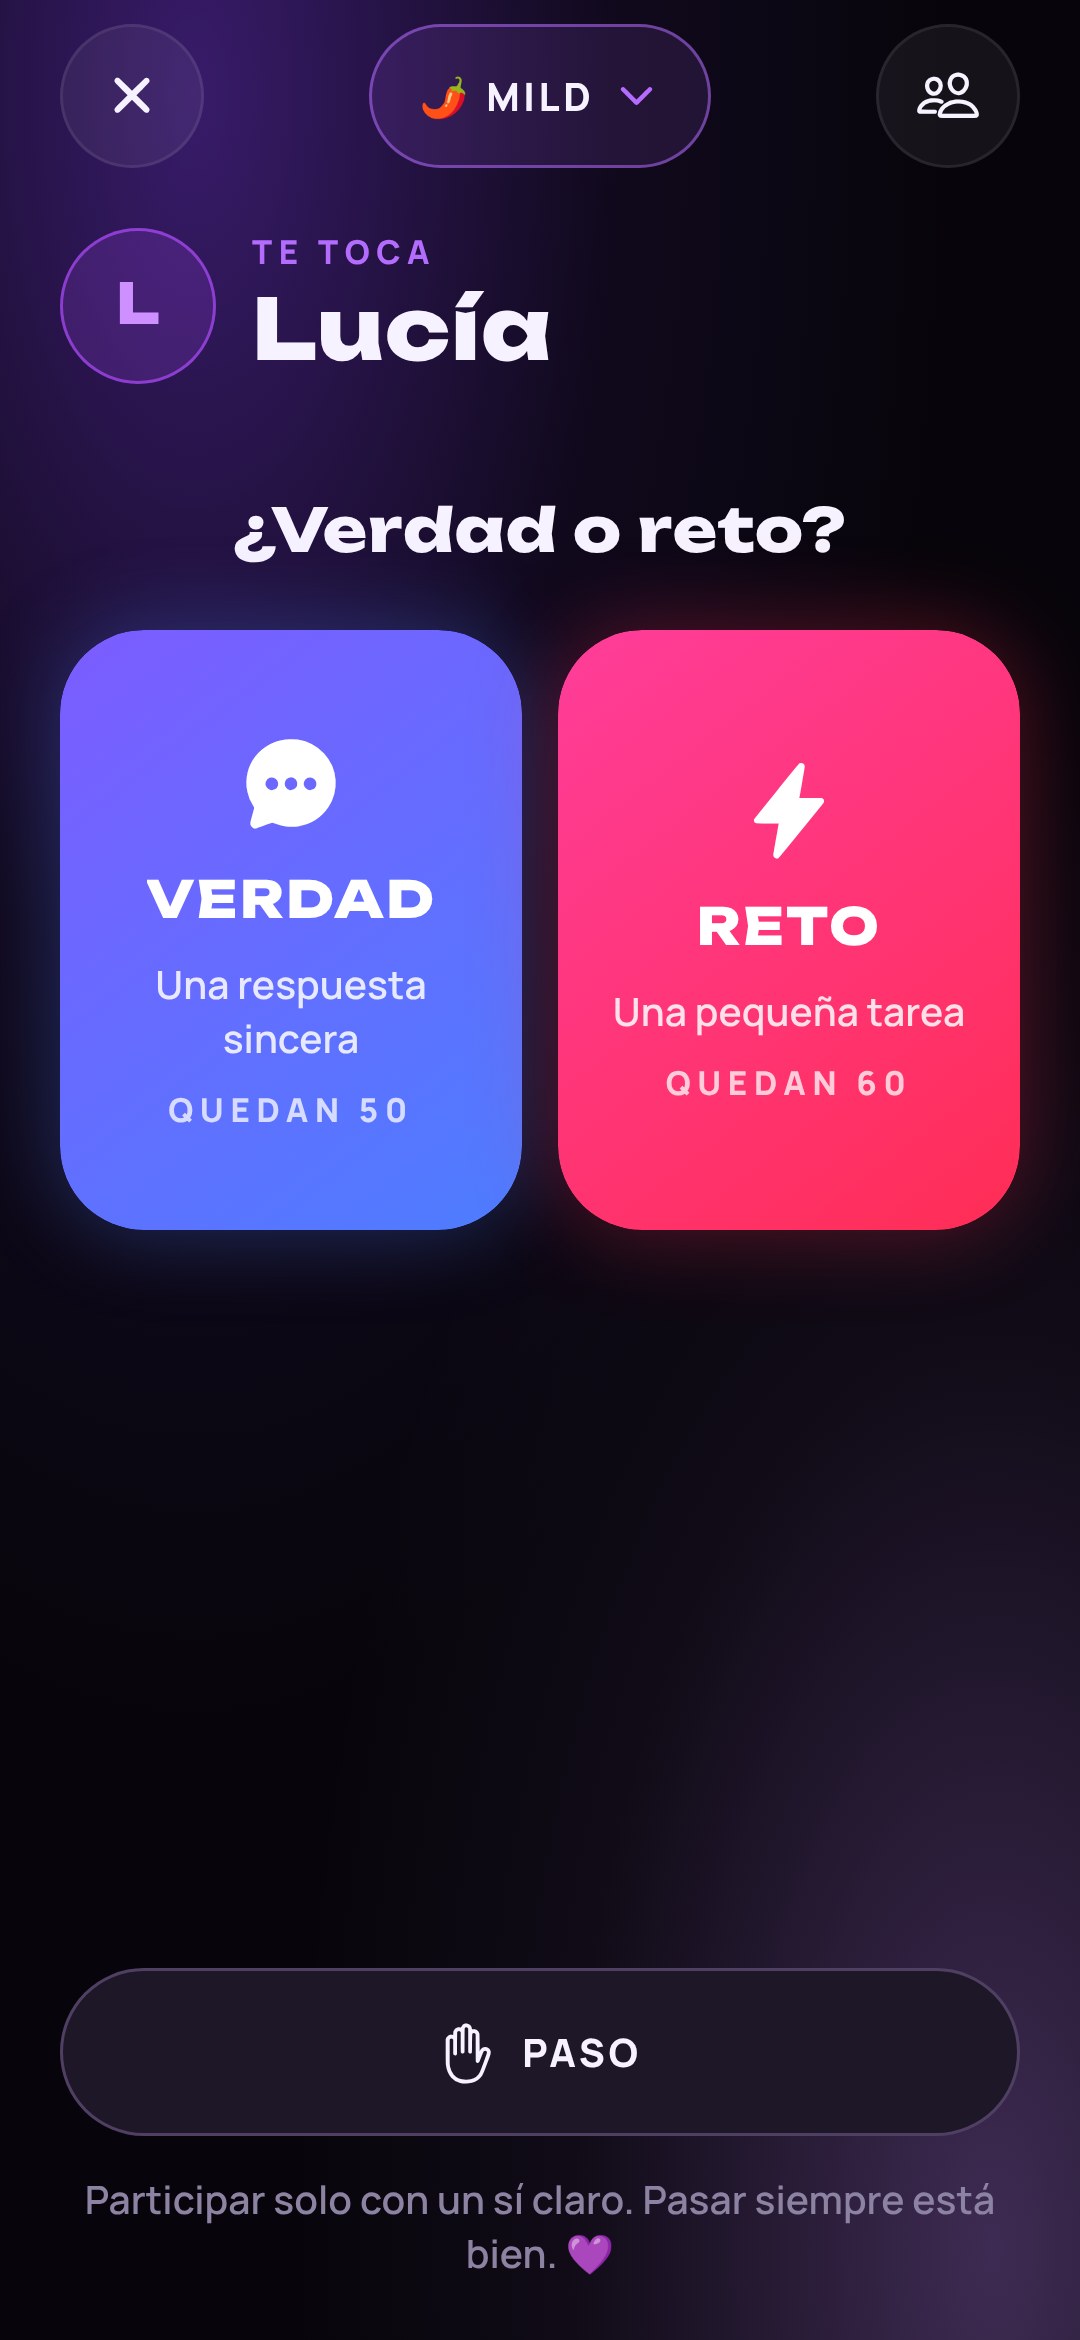 🌶️ MILD
TE TOCA
L
Lucía
¿Verdad o reto?
VERDAD
Una respuesta
sincera
QUEDAN 50
RETO
Una pequeña tarea
QUEDAN 60
PASO
Participar solo con un sí claro. Pasar siempre está
bien. 💜